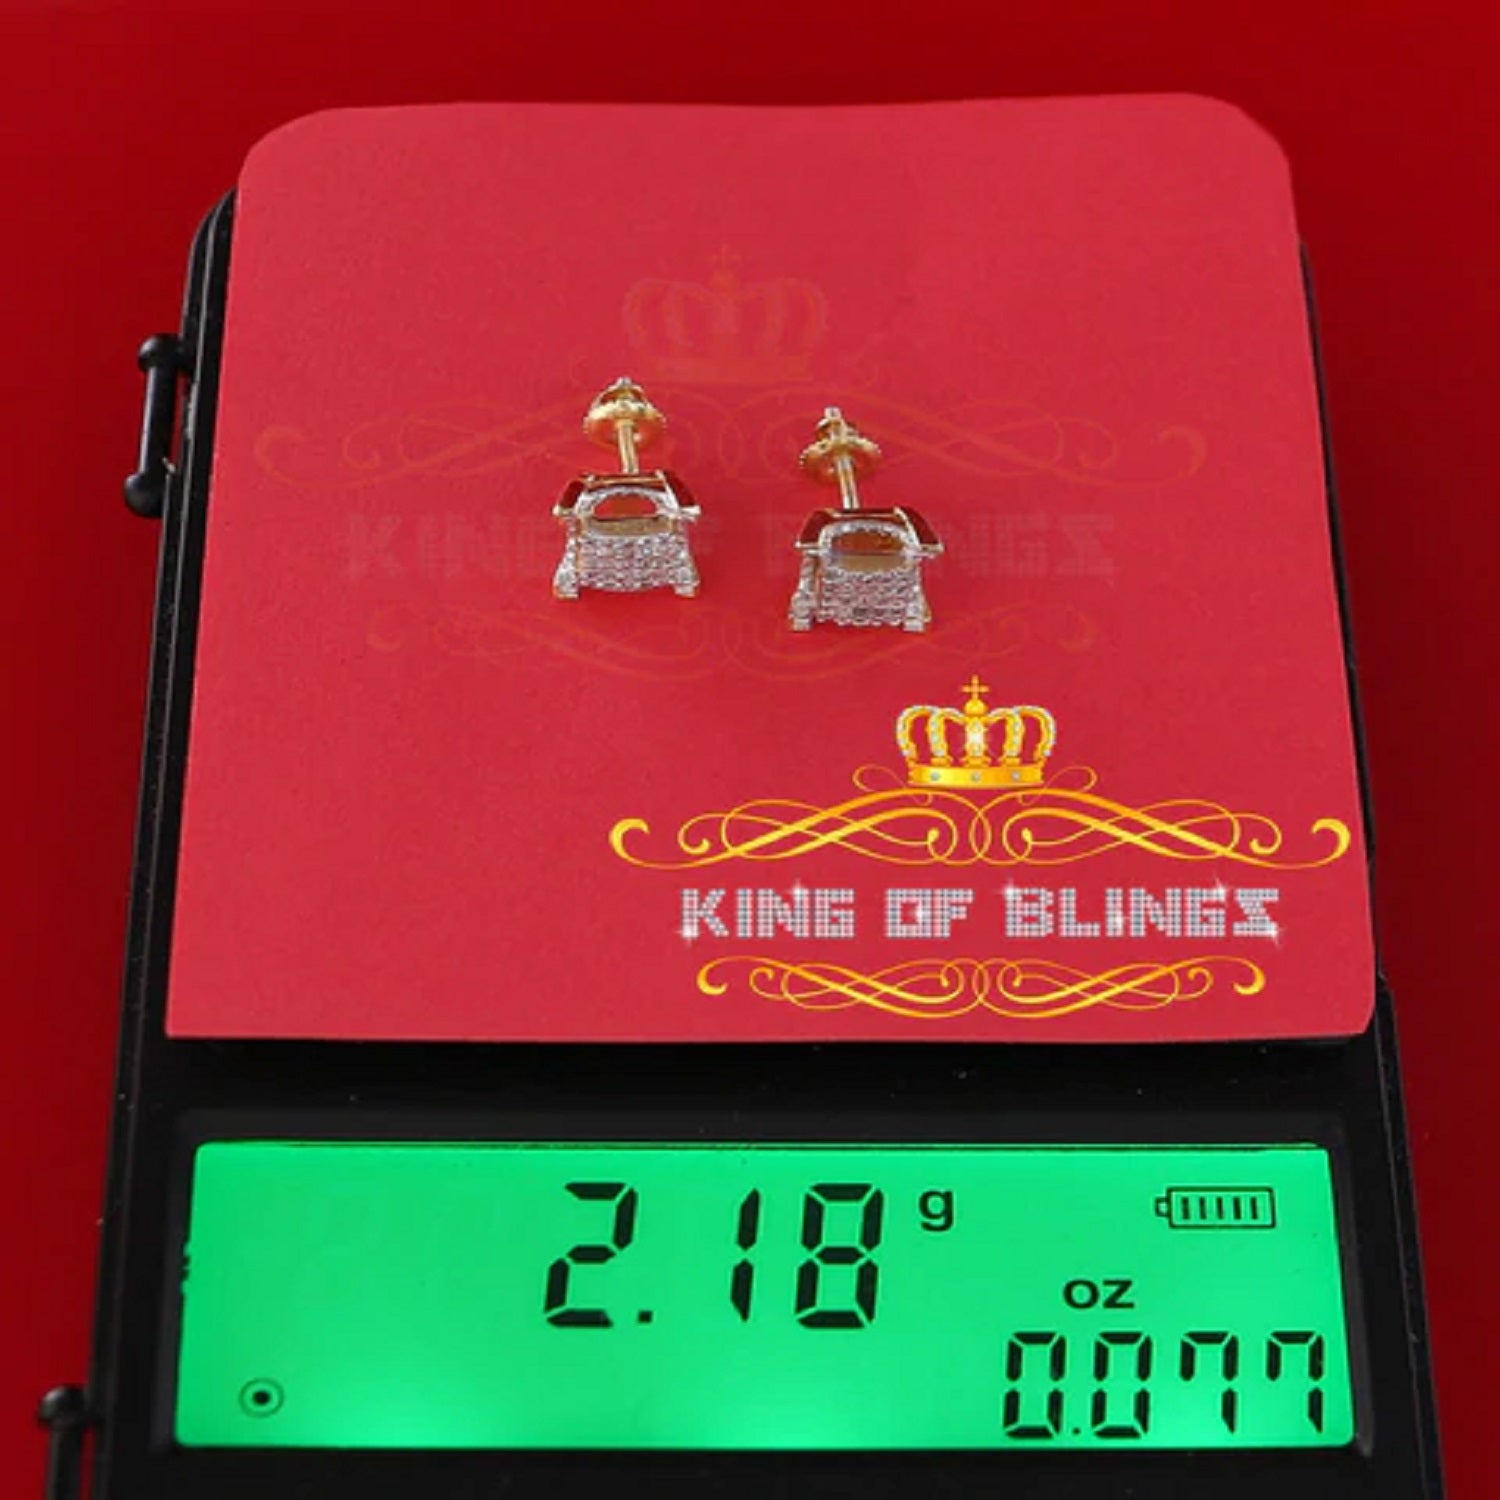 KING OF BLINGS
KING OF BLINGS
2.18 g
oz
0.077